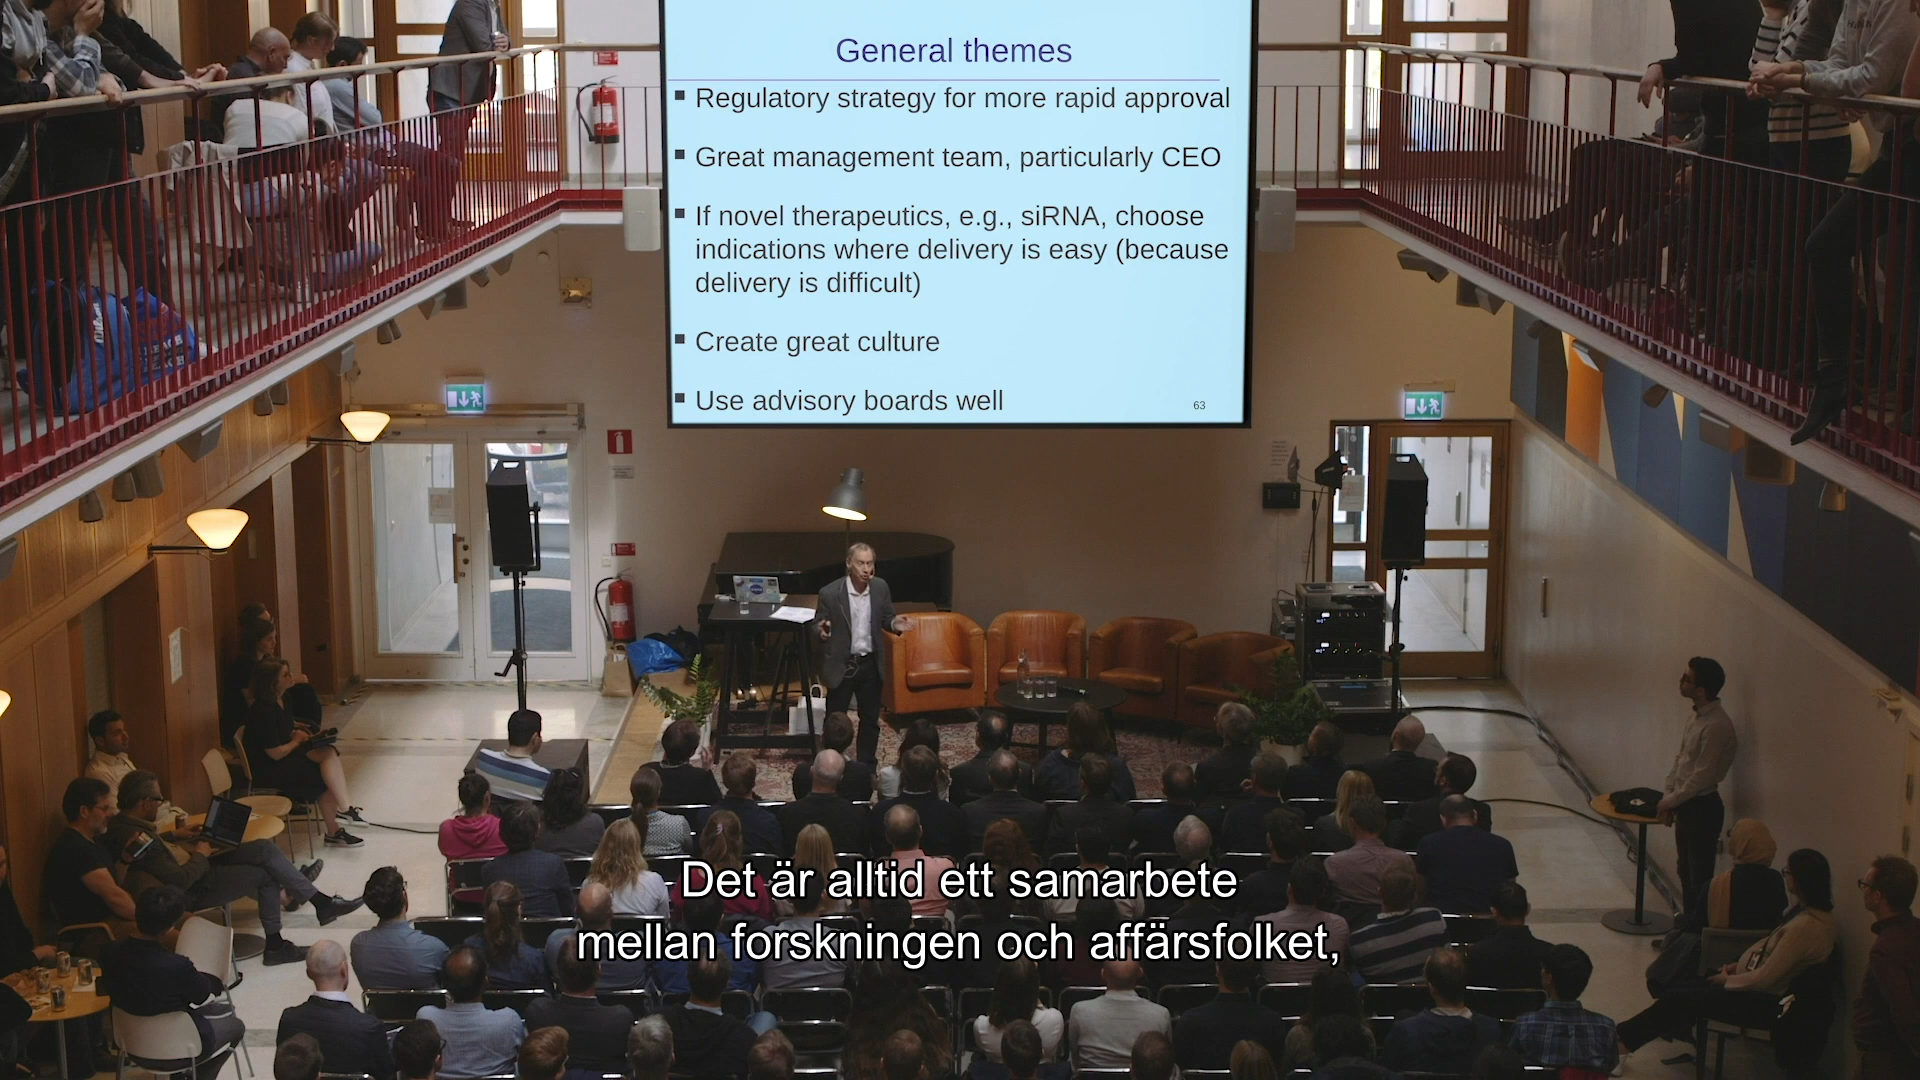 General themes
▪ Regulatory strategy for more rapid approval
▪ Great management team, particularly CEO
▪ If novel therapeutics, e.g., siRNA, choose
indications where delivery is easy (because
delivery is difficult)
▪ Create great culture
▪ Use advisory boards well
63
Det är alltid ett samarbete
mellan forskningen och affärsfolket,